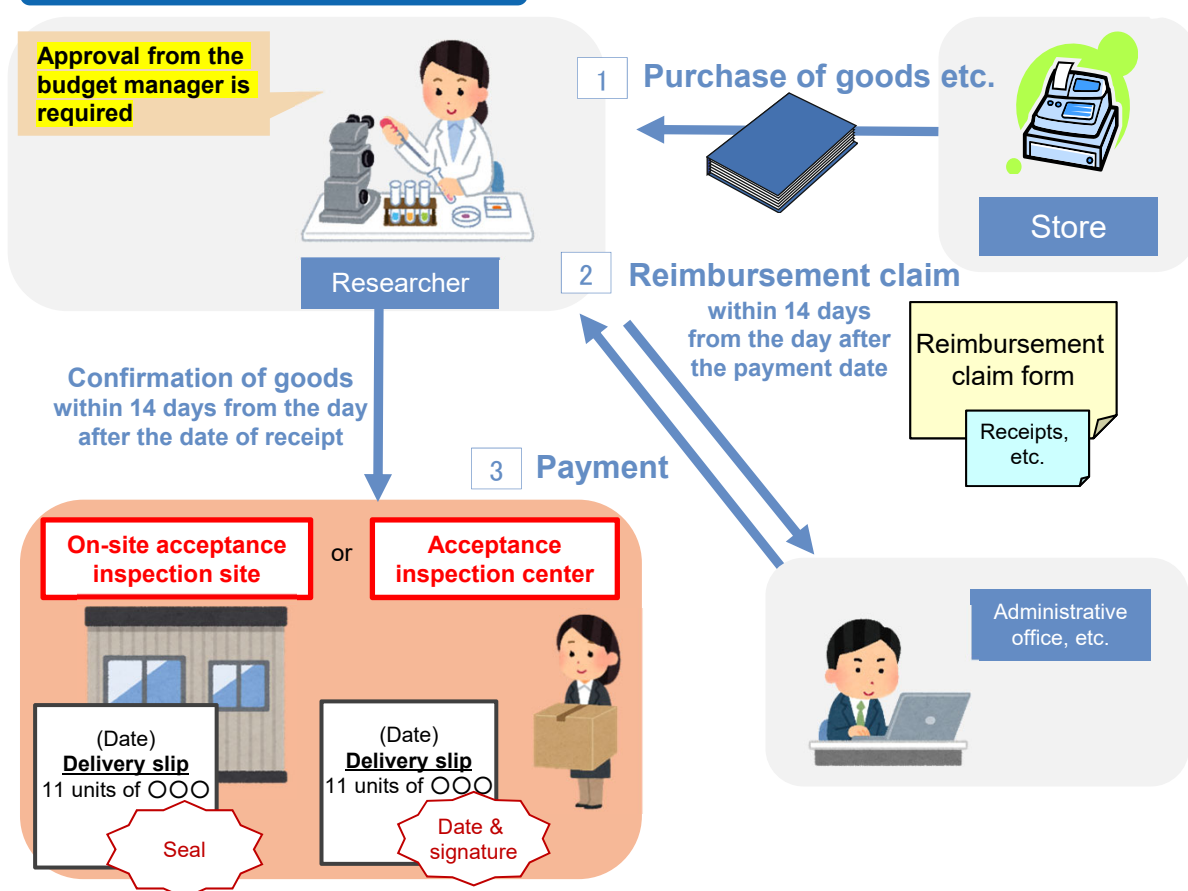 Approval from the
budget manager is
required
1 Purchase of goods etc.
Store
Researcher
2 Reimbursement claim
within 14 days
from the day after
the payment date
Reimbursement
claim form
Receipts,
etc.
Confirmation of goods
within 14 days from the day
after the date of receipt
3 Payment
On-site acceptance
inspection site
or
Acceptance
inspection center
Administrative
office, etc.
(Date)
Delivery slip
11 units of 〇〇〇
Seal
(Date)
Delivery slip
11 units of 〇〇〇
Date &
signature